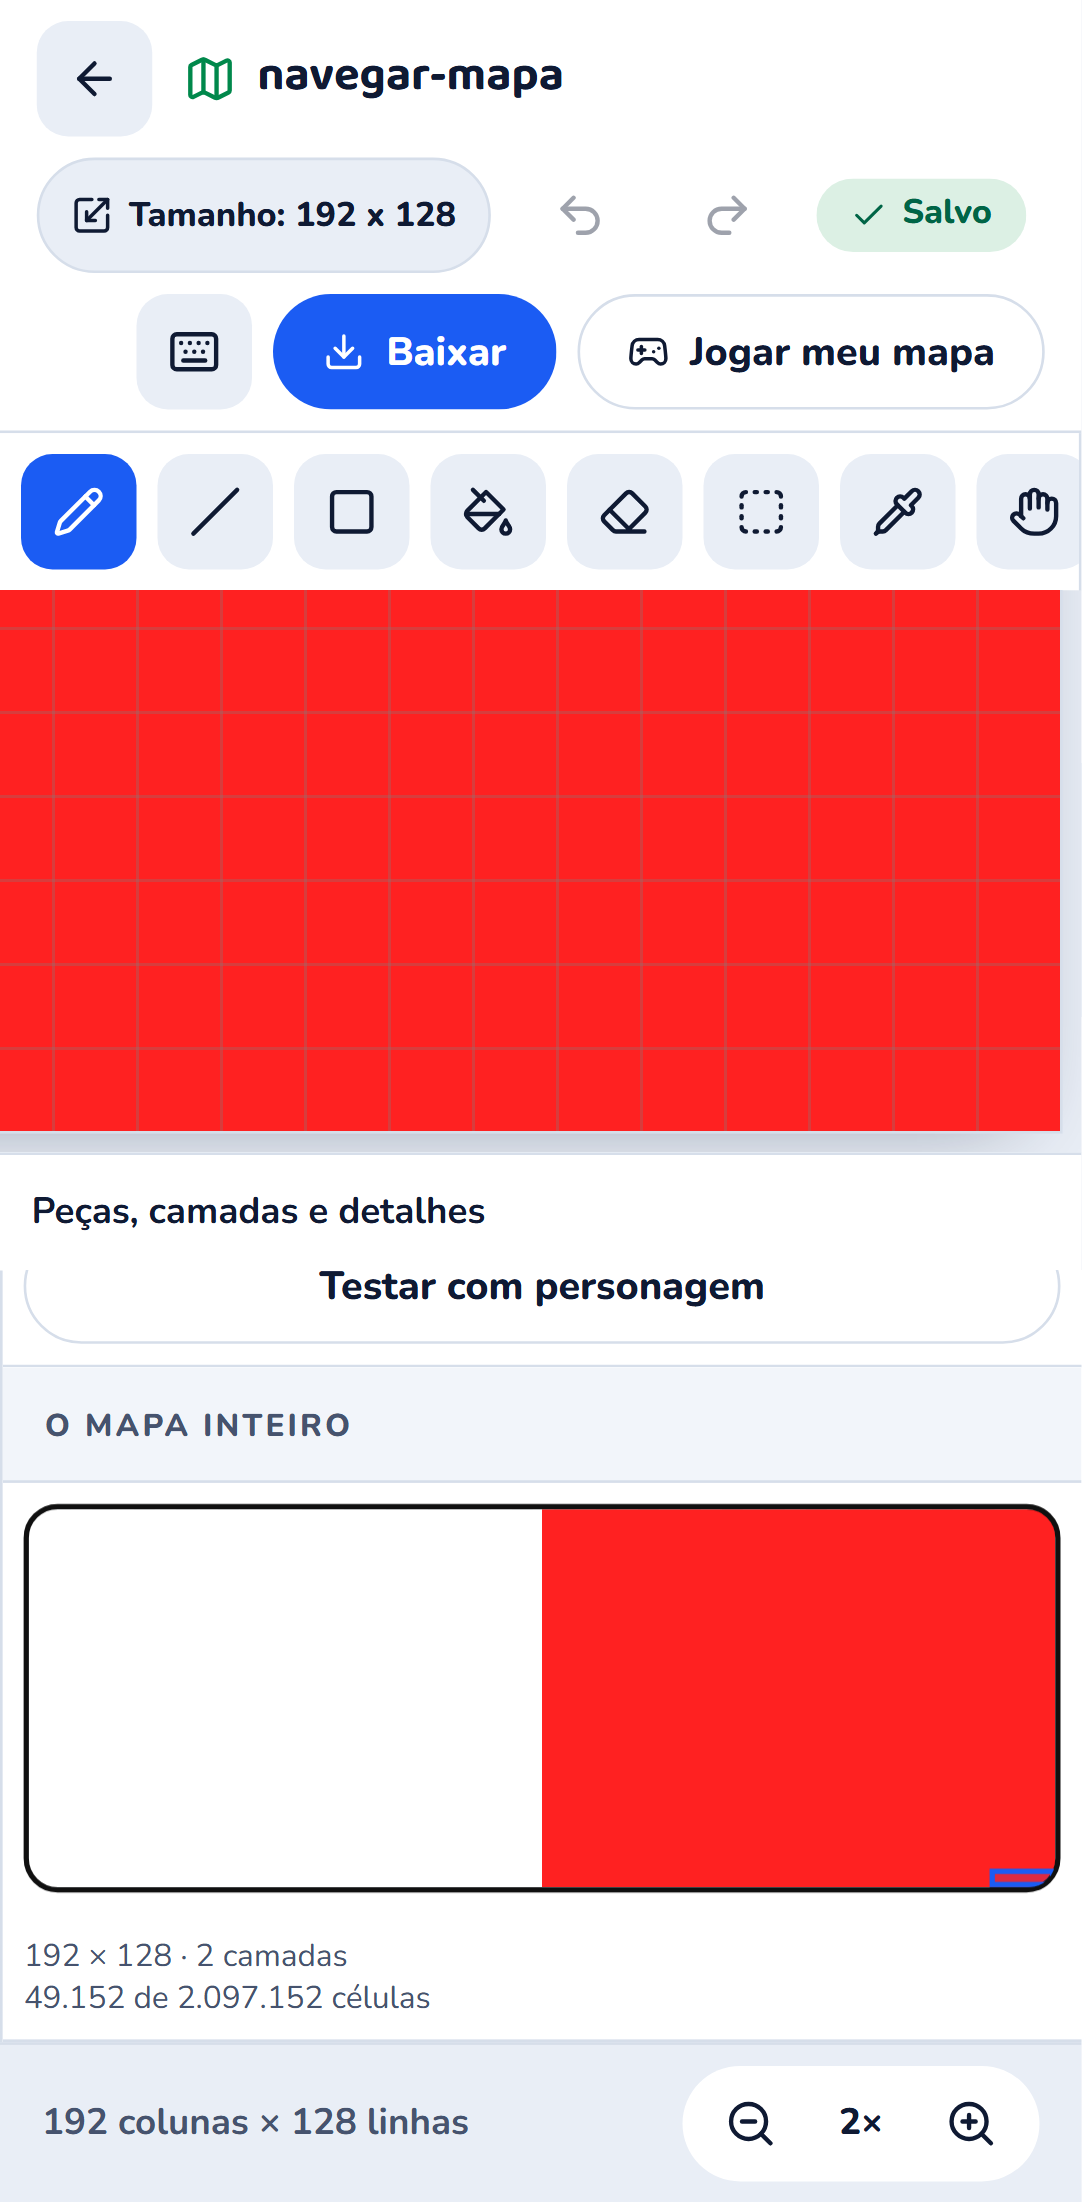 navegar-mapa
Tamanho: 192 x 128
Salvo
Baixar
Jogar meu mapa
Peças, camadas e detalhes
Testar com personagem
O MAPA INTEIRO
192 × 128 · 2 camadas
49.152 de 2.097.152 células
192 colunas × 128 linhas
2×